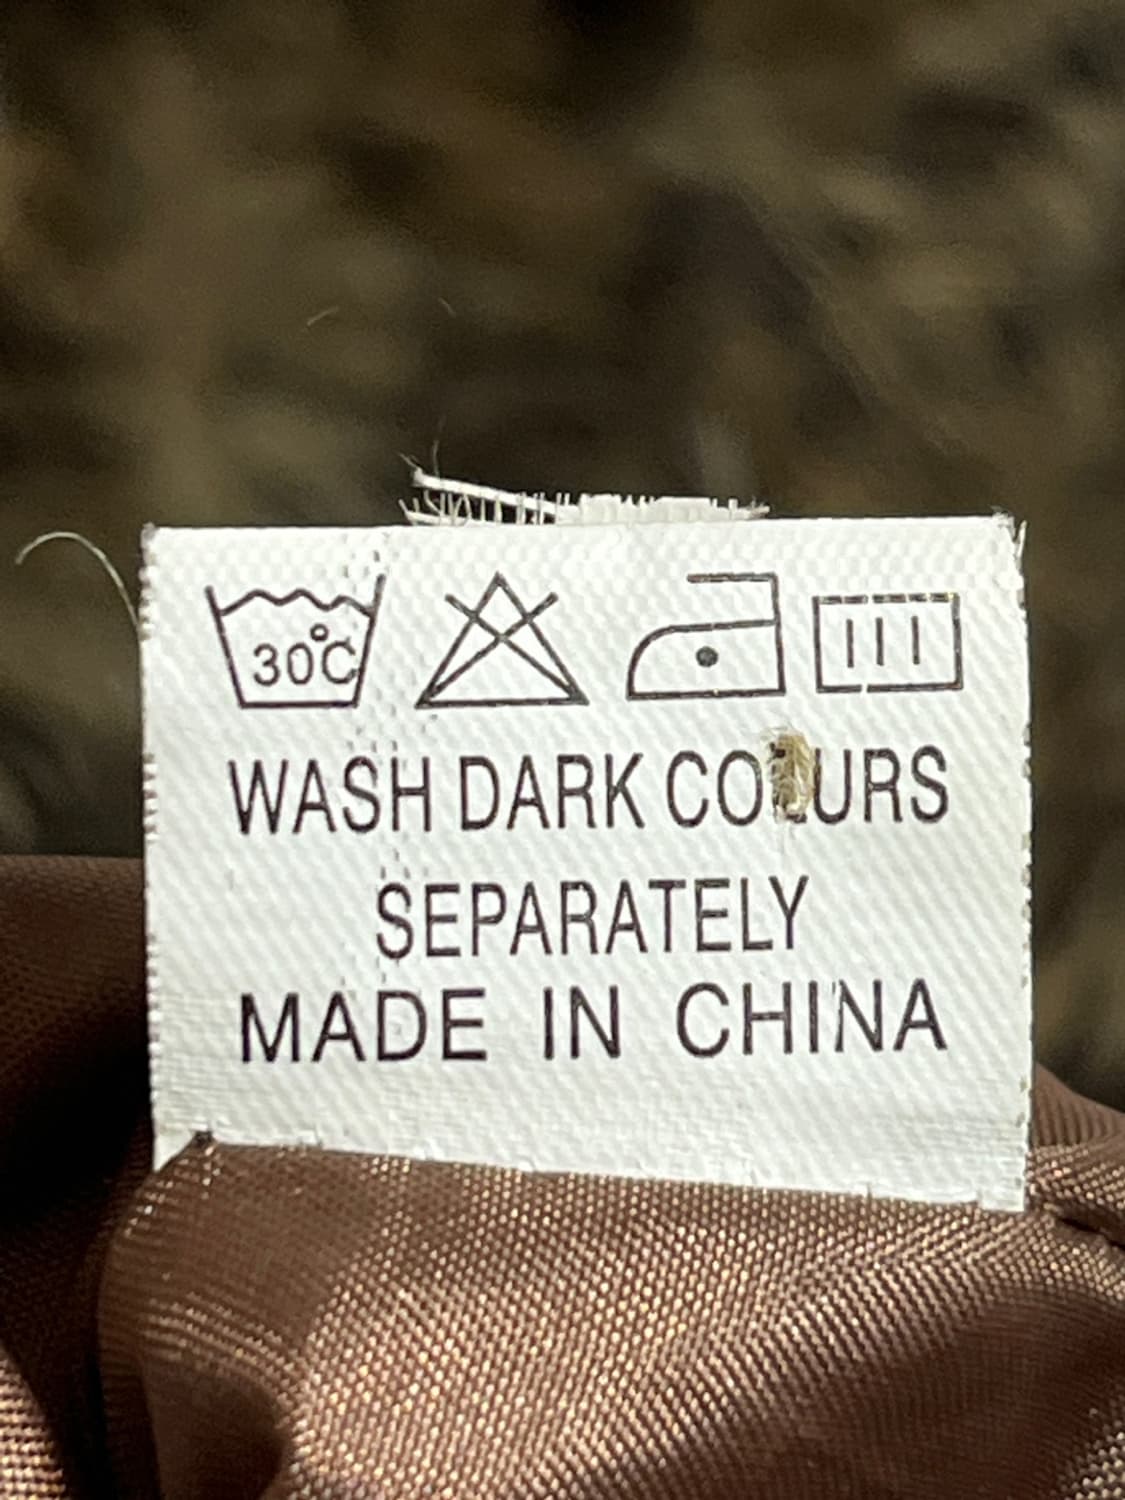 30°C
WASH DARK COLOURS
SEPARATELY
MADE IN CHINA